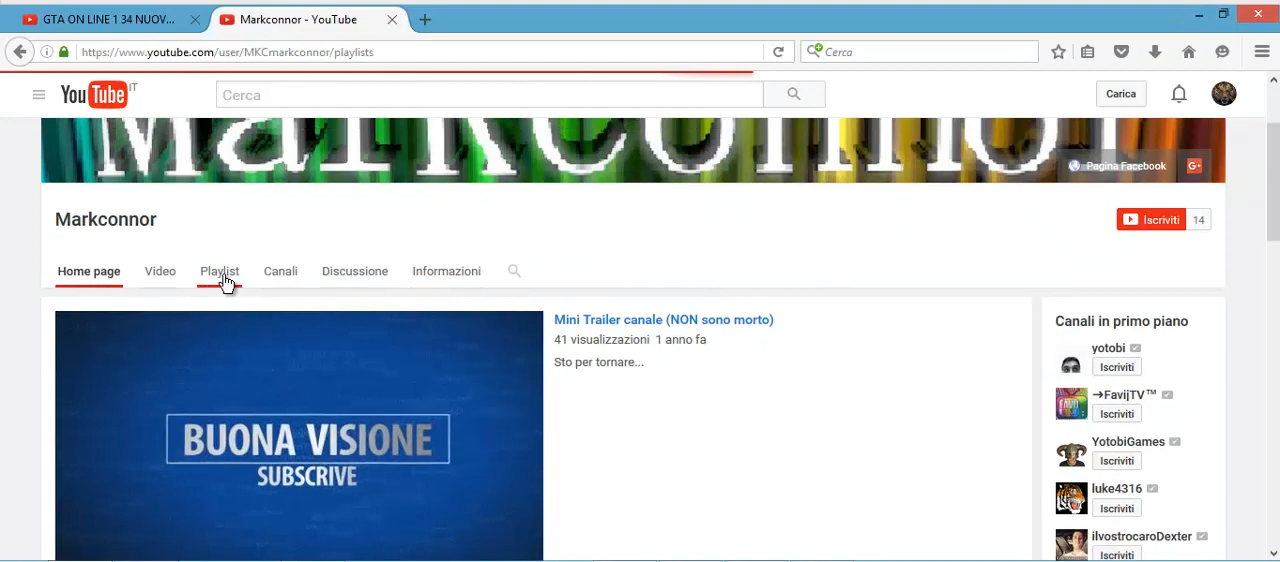 GTA ON LINE 1 34 NUOV...
Markconnor - YouTube
https://www.youtube.com/user/MKCmarkconnor/playlists
Cerca
YouTube IT
Cerca
Carica
Markconnor
Pagina Facebook
G+
Markconnor
Iscriviti 14
Home page Video Playlist Canali Discussione Informazioni
BUONA VISIONE
SUBSCRIVE
Mini Trailer canale (NON sono morto)
41 visualizzazioni 1 anno fa
Sto per tornare...
Canali in primo piano
yotobi
Iscriviti
➜FavijTV™
Iscriviti
YotobiGames
Iscriviti
luke4316
Iscriviti
ilvostrocaroDexter
Iscriviti